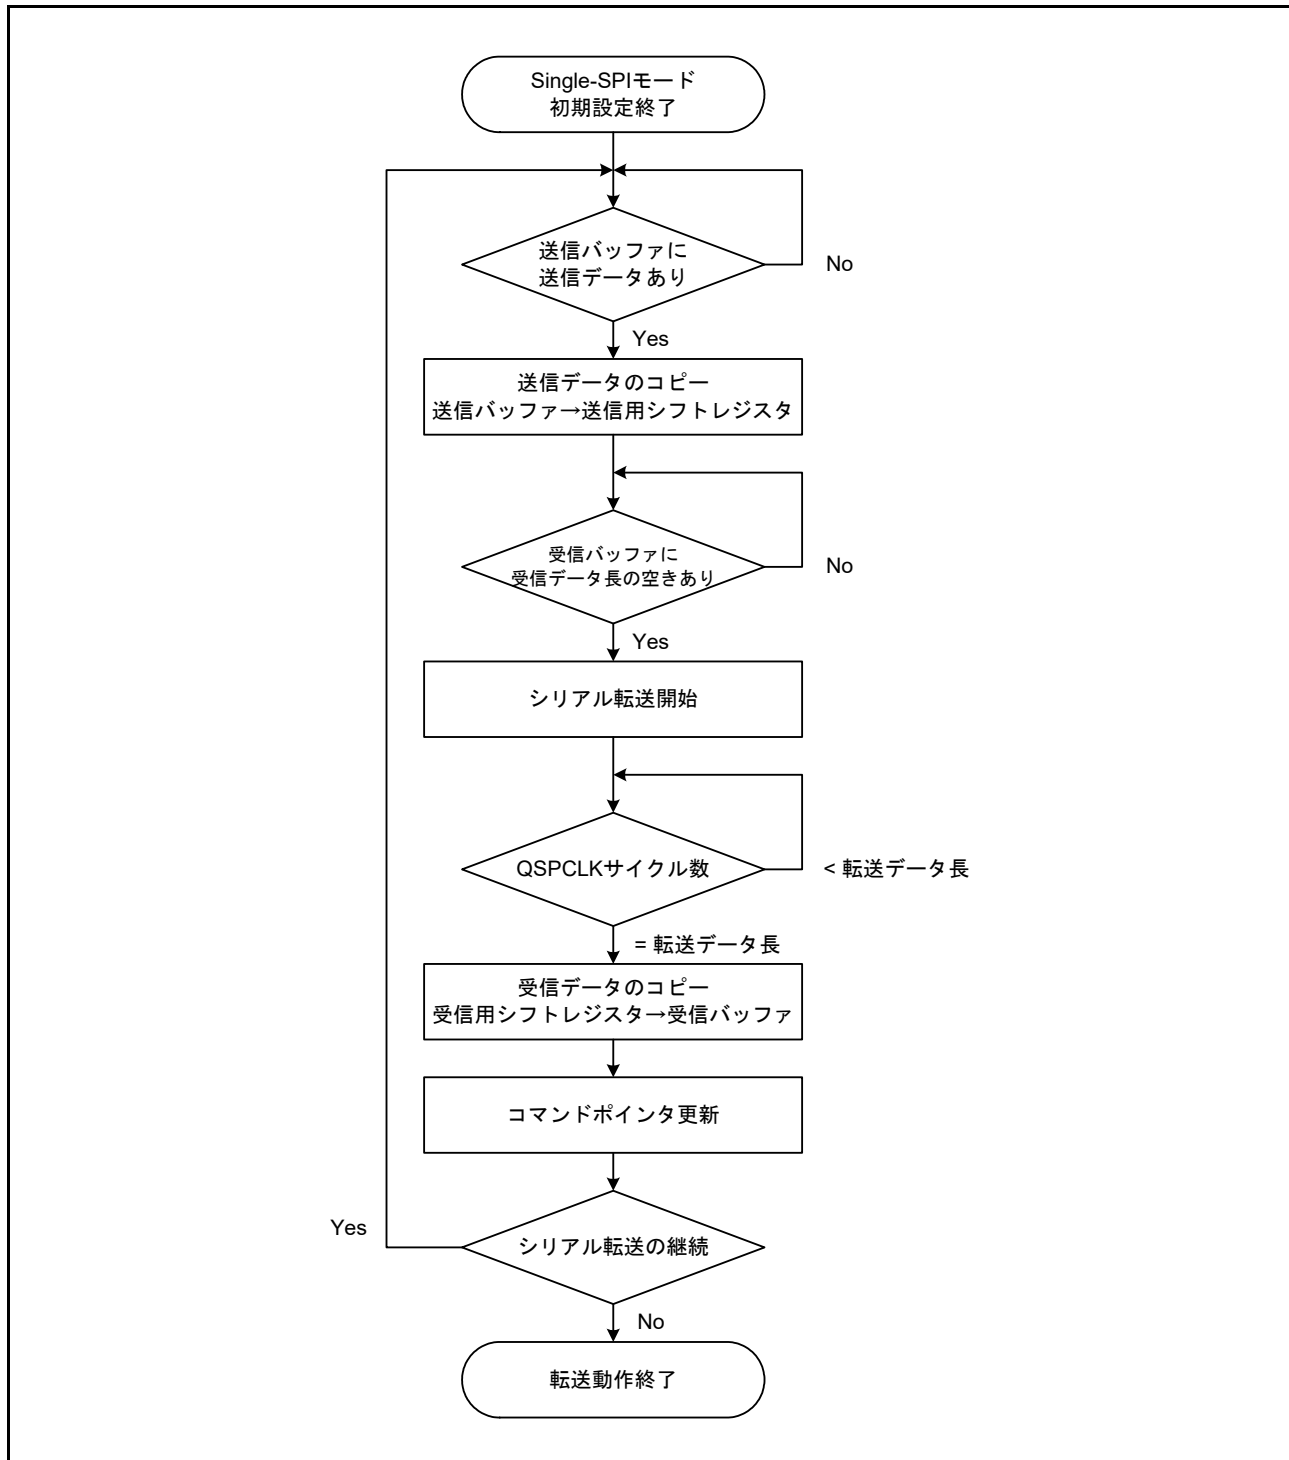 Single-SPIモード
初期設定終了
送信バッファに
送信データあり
No
Yes
送信データのコピー
送信バッファ→送信用シフトレジスタ
受信バッファに
受信データ長の空きあり
No
Yes
シリアル転送開始
QSPCLKサイクル数
< 転送データ長
= 転送データ長
受信データのコピー
受信用シフトレジスタ→受信バッファ
コマンドポインタ更新
Yes
シリアル転送の継続
No
転送動作終了